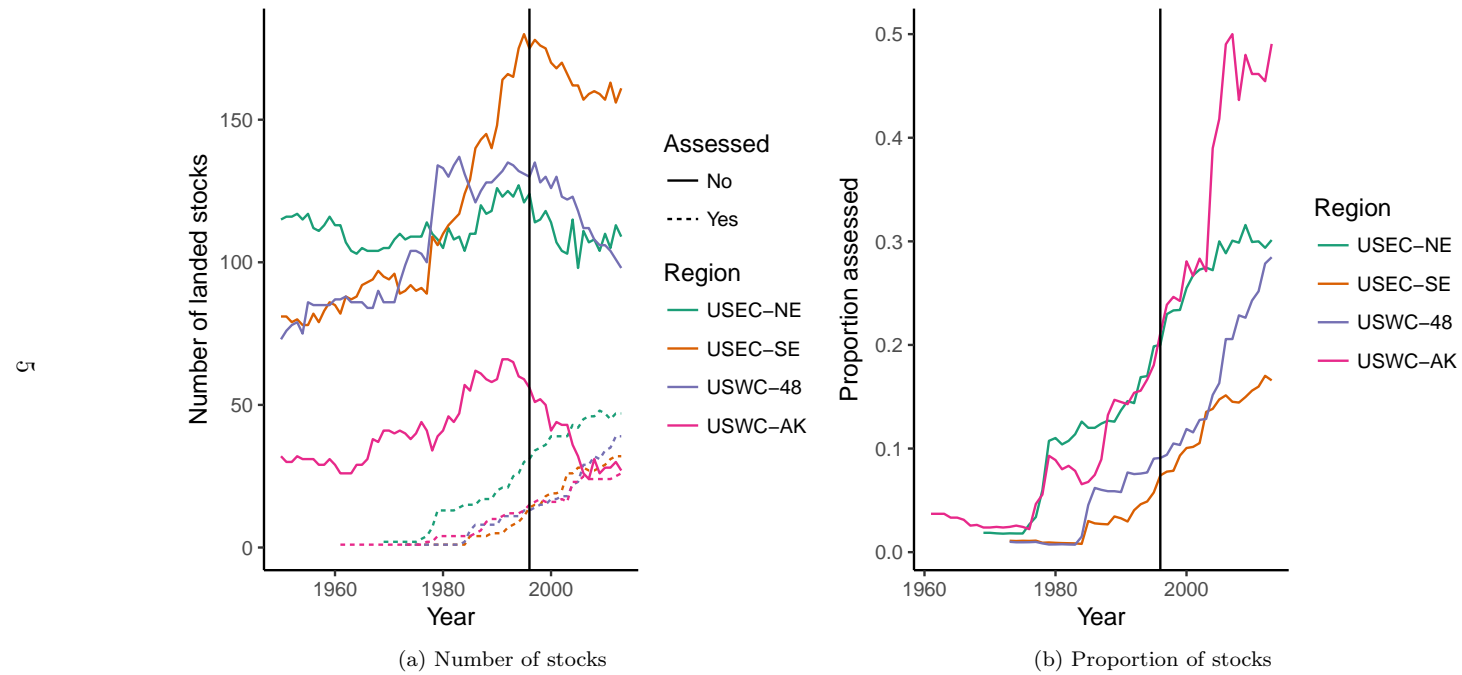 5
Number of landed stocks
150
100
50
0
1960
1980
2000
Year
Assessed
No
Yes
Region
USEC−NE
USEC−SE
USWC−48
USWC−AK
(a) Number of stocks
Proportion assessed
0.5
0.4
0.3
0.2
0.1
0.0
1960
1980
2000
Year
Region
USEC−NE
USEC−SE
USWC−48
USWC−AK
(b) Proportion of stocks